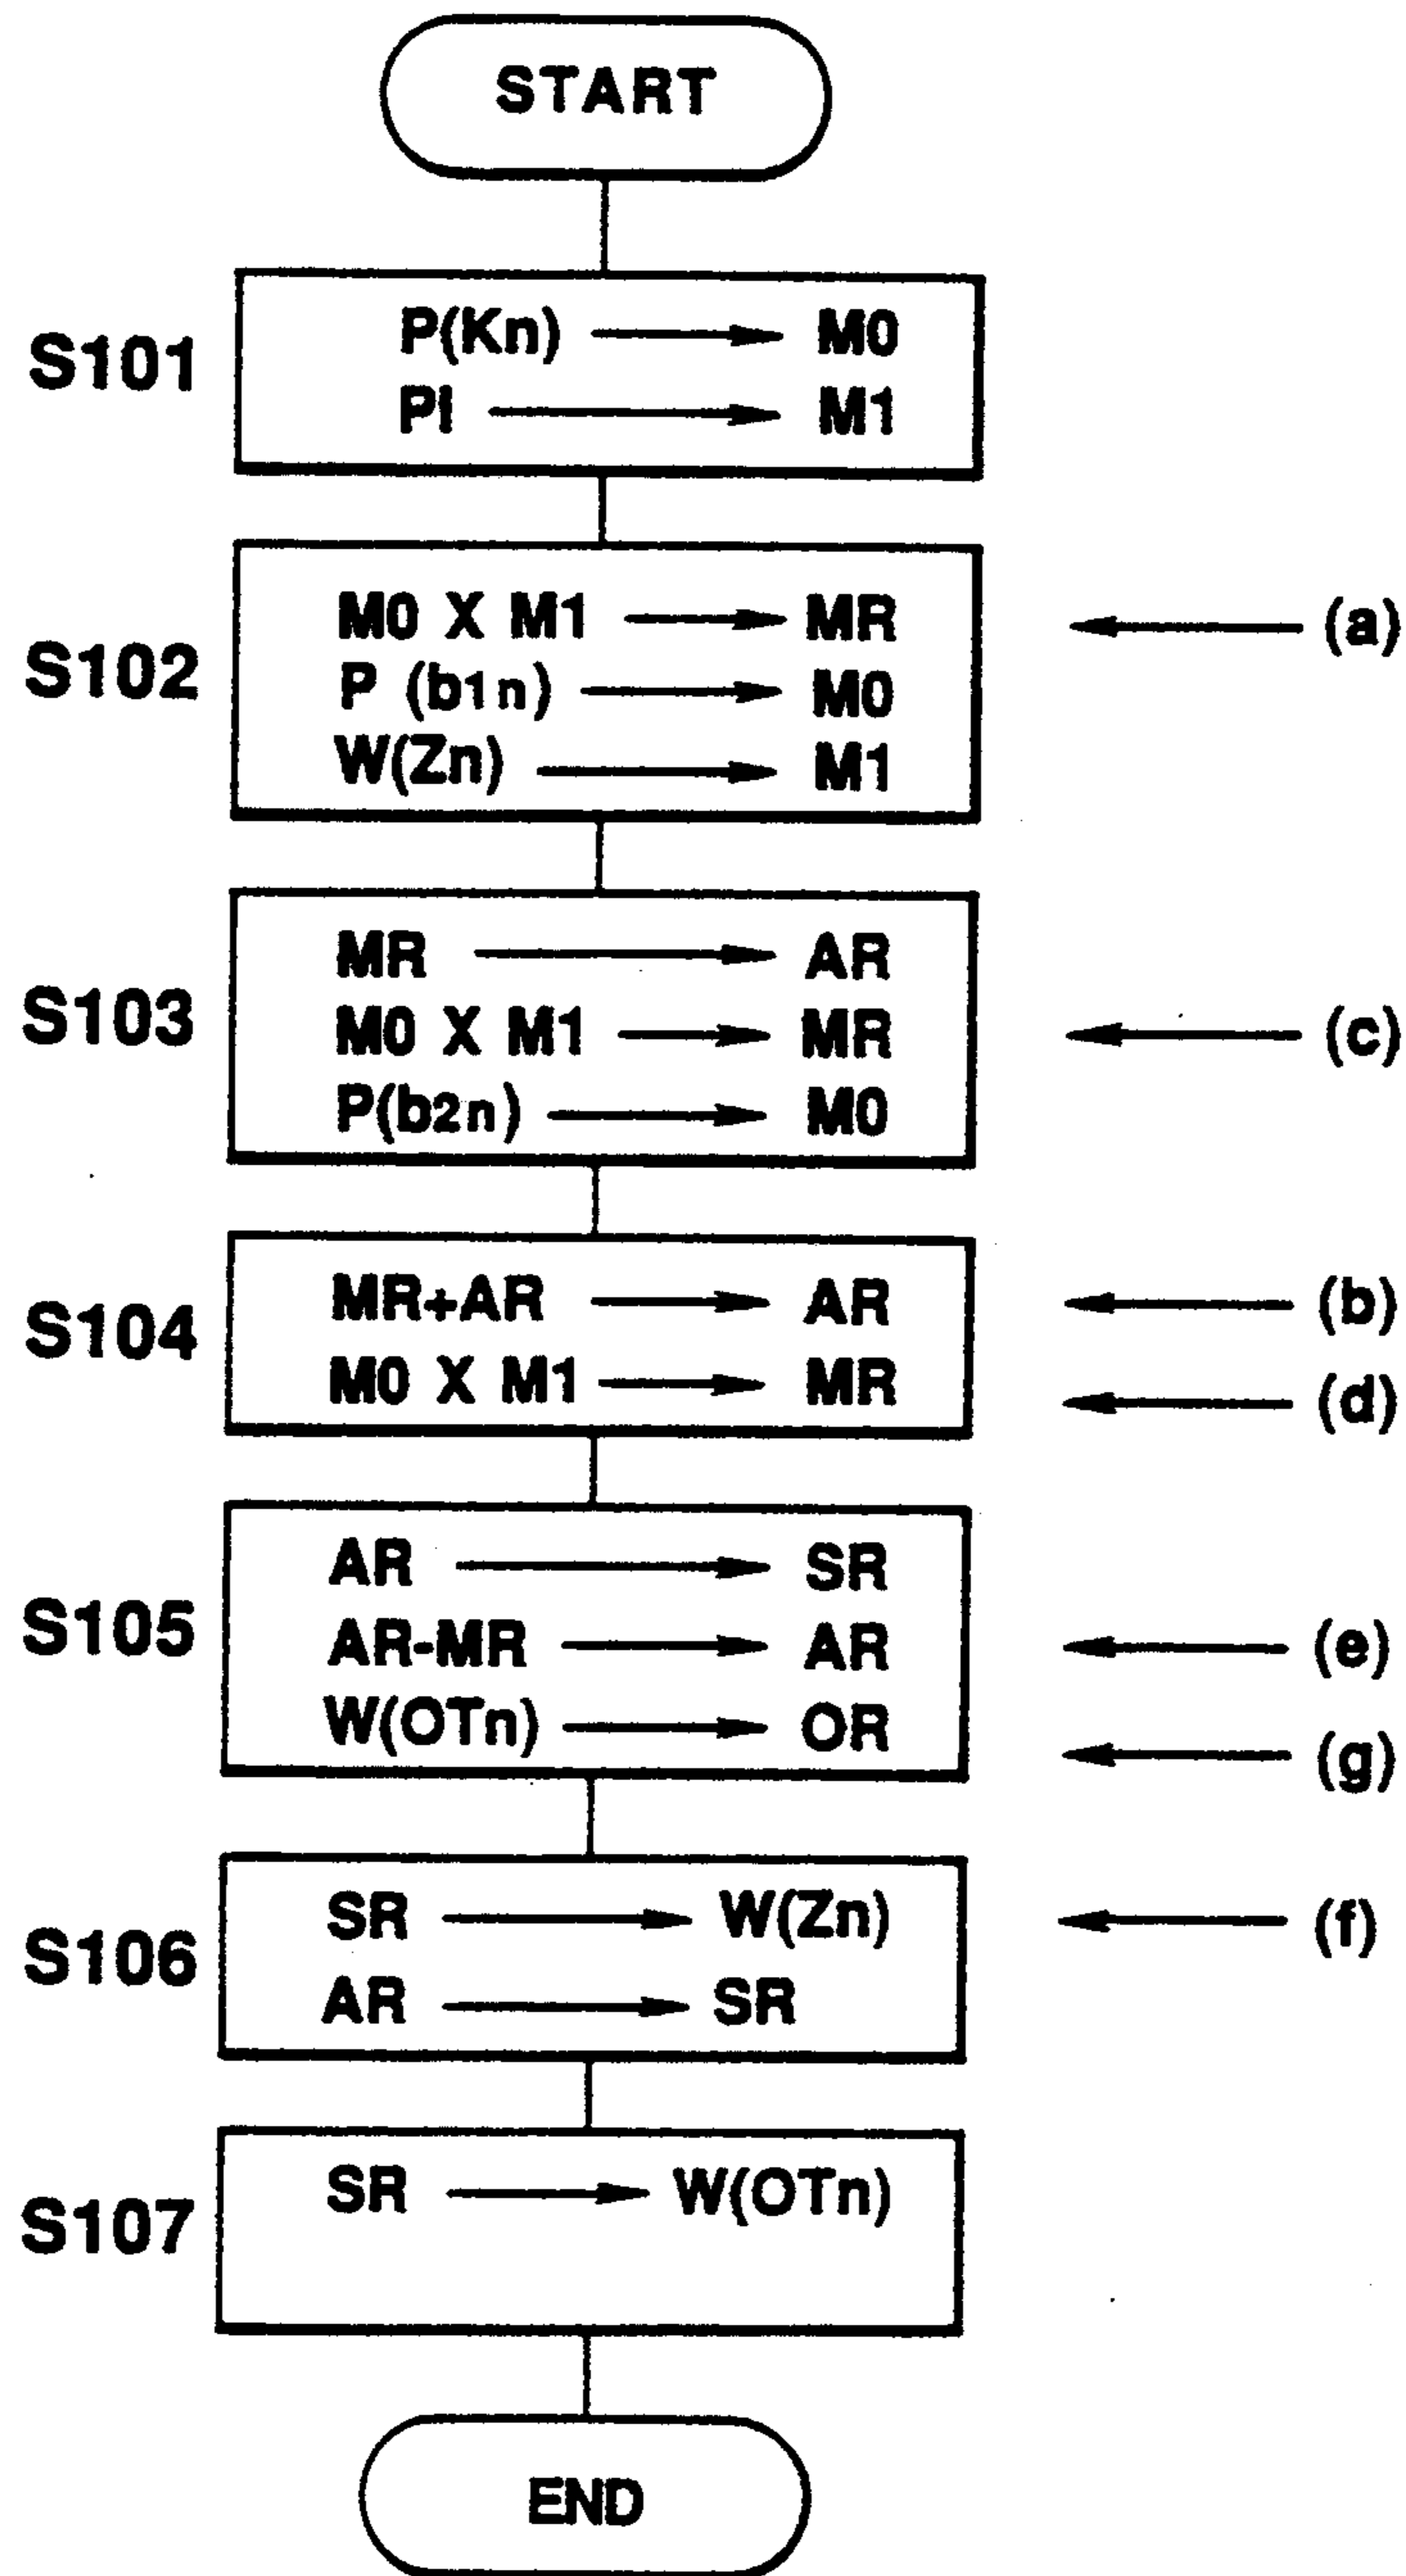 START
S101
P(Kn) → M0
PI → M1
S102
M0 X M1 → MR ← (a)
P (b1n) → M0
W(Zn) → M1
S103
MR → AR
M0 X M1 → MR ← (c)
P(b2n) → M0
S104
MR+AR → AR ← (b)
M0 X M1 → MR ← (d)
S105
AR → SR
AR-MR → AR ← (e)
W(OTn) → OR ← (g)
S106
SR → W(Zn) ← (f)
AR → SR
S107
SR → W(OTn)
END